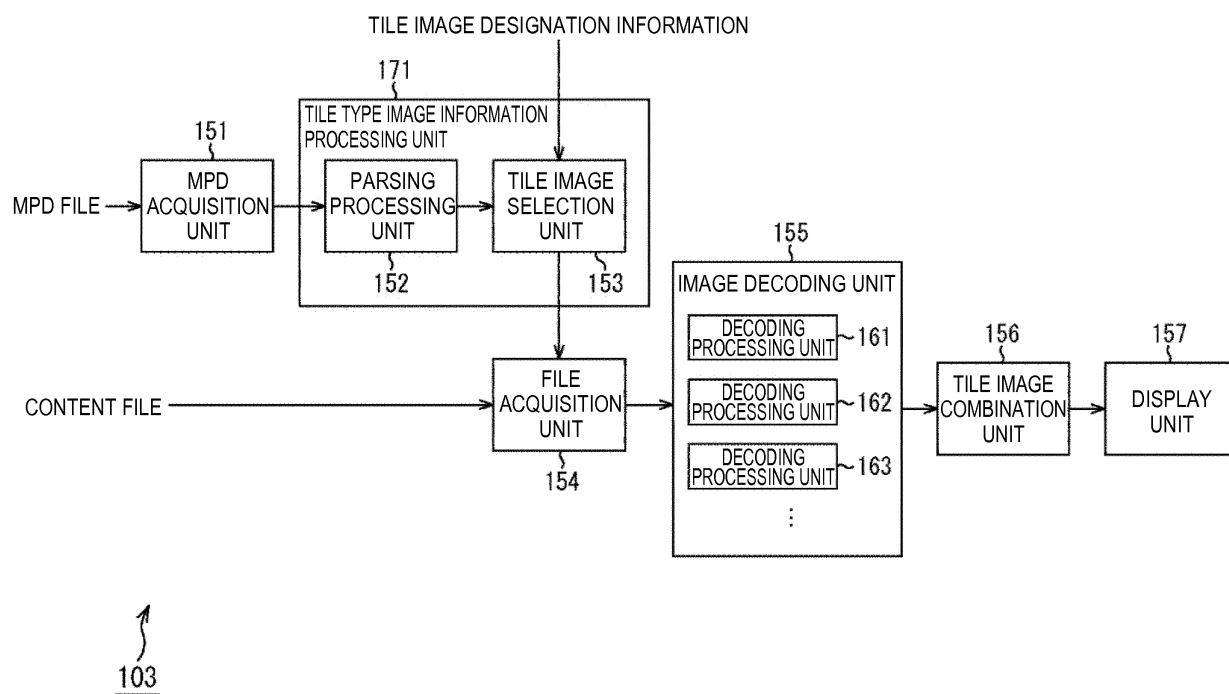 TILE IMAGE DESIGNATION INFORMATION
171
TILE TYPE IMAGE INFORMATION
PROCESSING UNIT
151
MPD FILE
MPD
ACQUISITION
UNIT
PARSING
PROCESSING
UNIT
152
TILE IMAGE
SELECTION
UNIT
153
155
IMAGE DECODING UNIT
DECODING
PROCESSING UNIT
161
DECODING
PROCESSING UNIT
162
DECODING
PROCESSING UNIT
163
⋮
CONTENT FILE
FILE
ACQUISITION
UNIT
154
156
TILE IMAGE
COMBINATION
UNIT
157
DISPLAY
UNIT
103